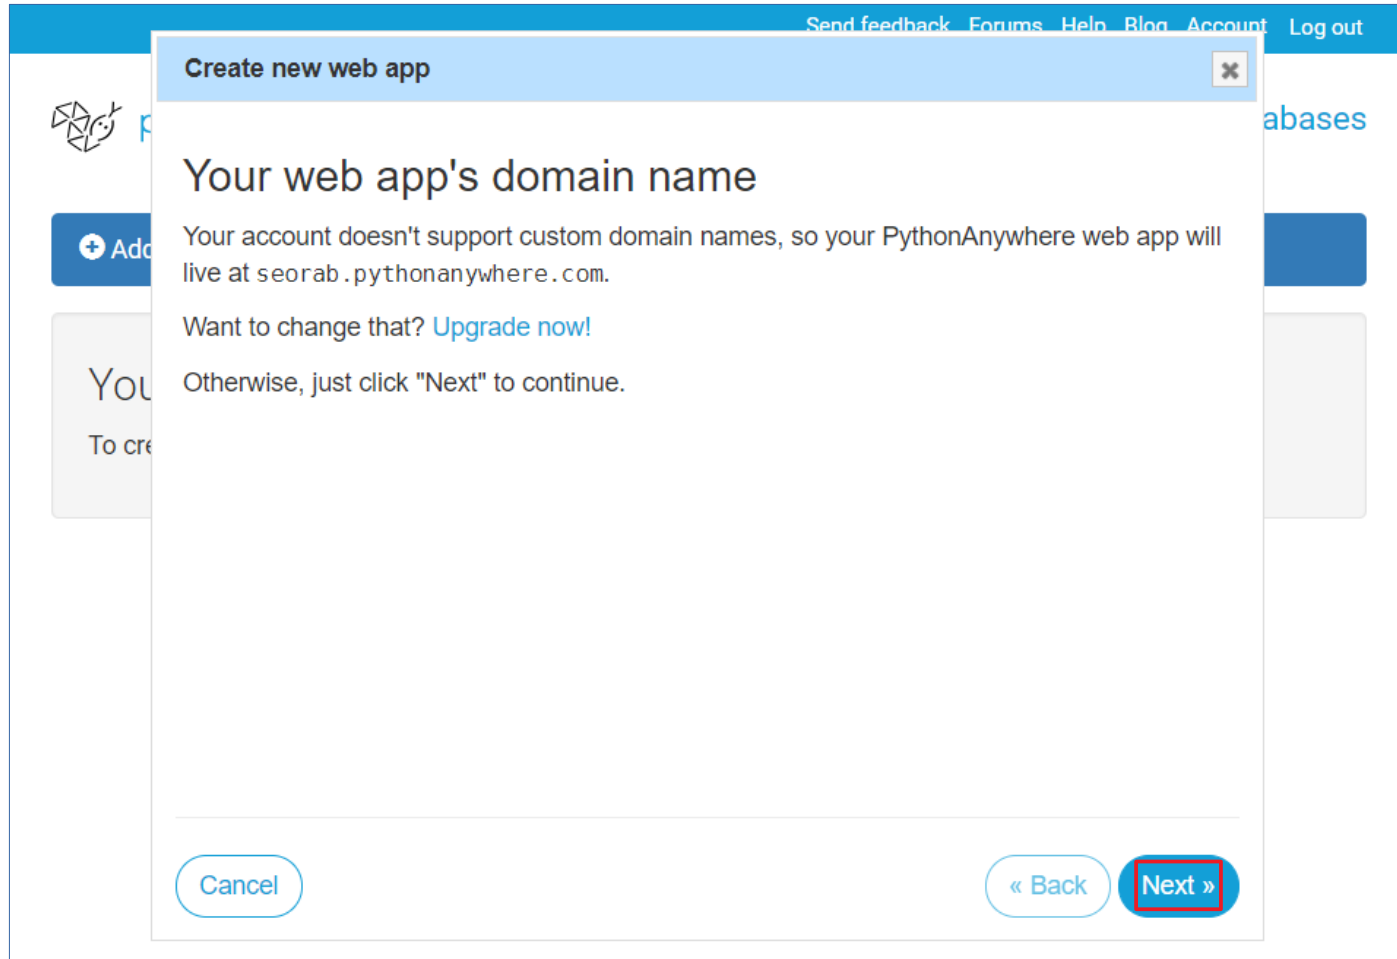 Send feedback Forums Help Blog Account Log out
Create new web app
abases
Your web app's domain name
Your account doesn't support custom domain names, so your PythonAnywhere web app will
live at seorab.pythonanywhere.com.
Add
Want to change that? Upgrade now!
You
Otherwise, just click "Next" to continue.
To cre
Cancel
« Back
Next »